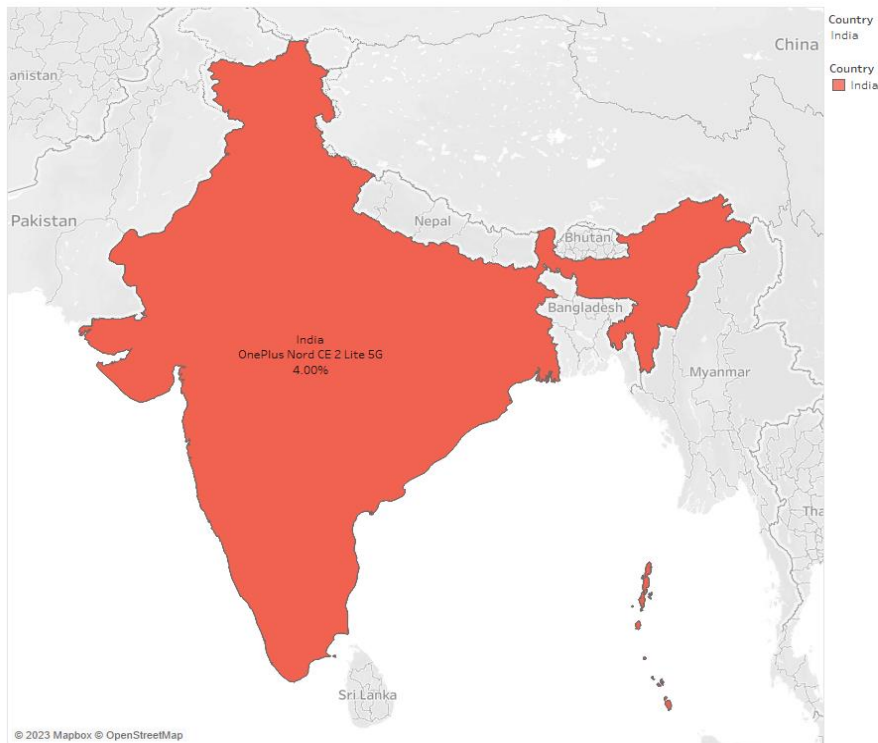 Country
India
Country
India
China
anistan
Pakistan
Nepal
Bhutan
Bangladesh
India
OnePlus Nord CE 2 Lite 5G
4.00%
Myanmar
Tha
Sri Lanka
© 2023 Mapbox © OpenStreetMap